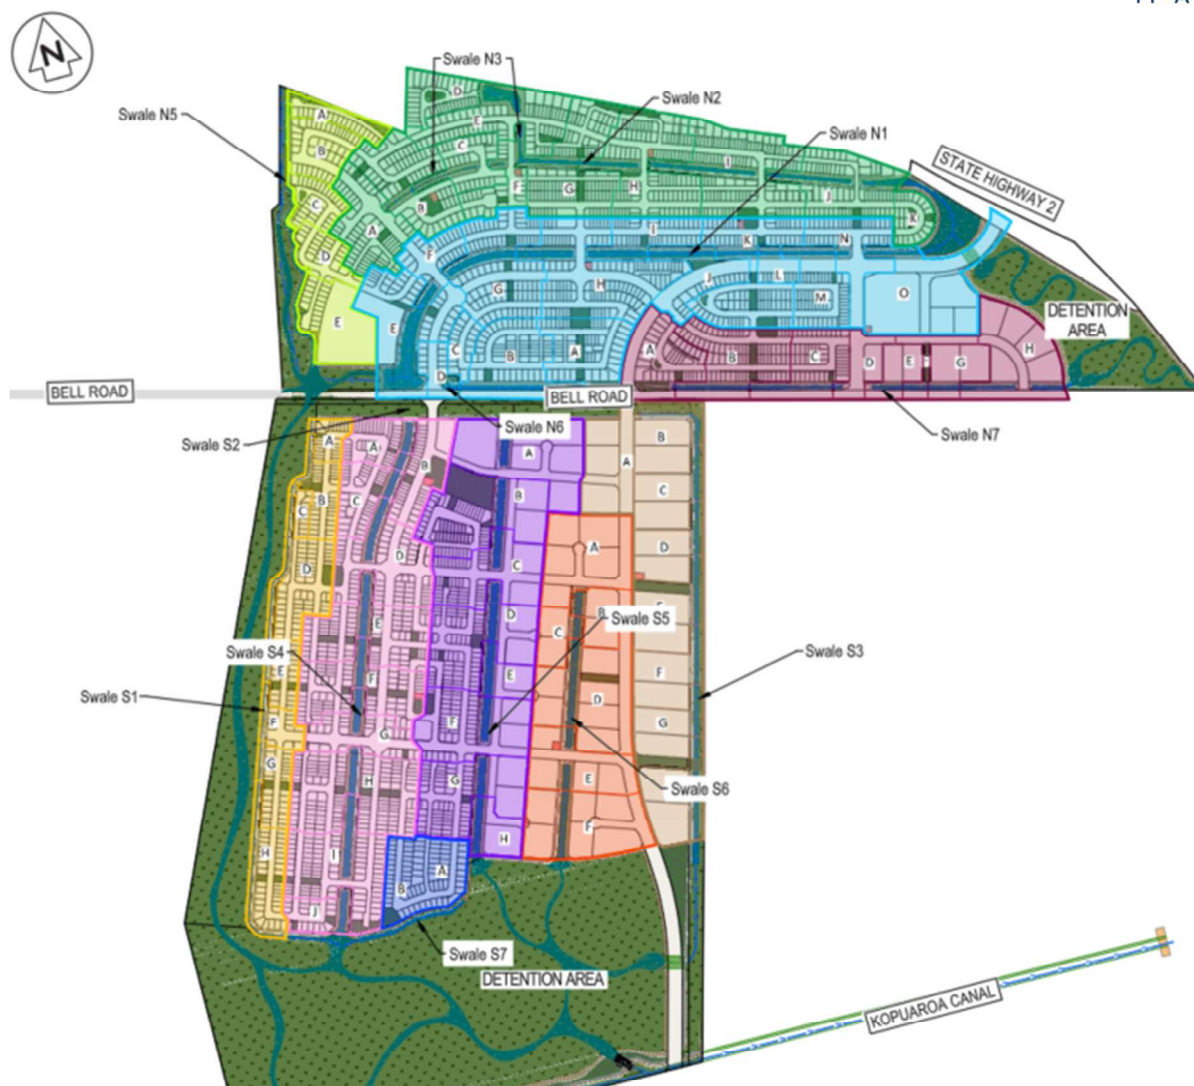 N
Swale N3
D
Swale N2
Swale N5
A
E
Swale N1
C
B
I
STATE HIGHWAY 2
F
G
H
C
J
B
K
A
I
D
F
K
N
J
L
G
H
M
O
E
E
DETENTION
AREA
A
H
C
B
A
B
C
D
E
F
G
D
BELL ROAD
BELL ROAD
Swale S2
Swale N6
Swale N7
A
A
A
B
B
A
B
C
B
C
C
C
D
A
D
D
C
E
D
B
Swale S5
E
C
Swale S4
E
F
E
F
Swale S3
Swale S1
D
F
F
G
G
G
H
G
E
Swale S6
F
H
H
I
A
B
J
Swale S7
DETENTION AREA
KOPUAROA CANAL